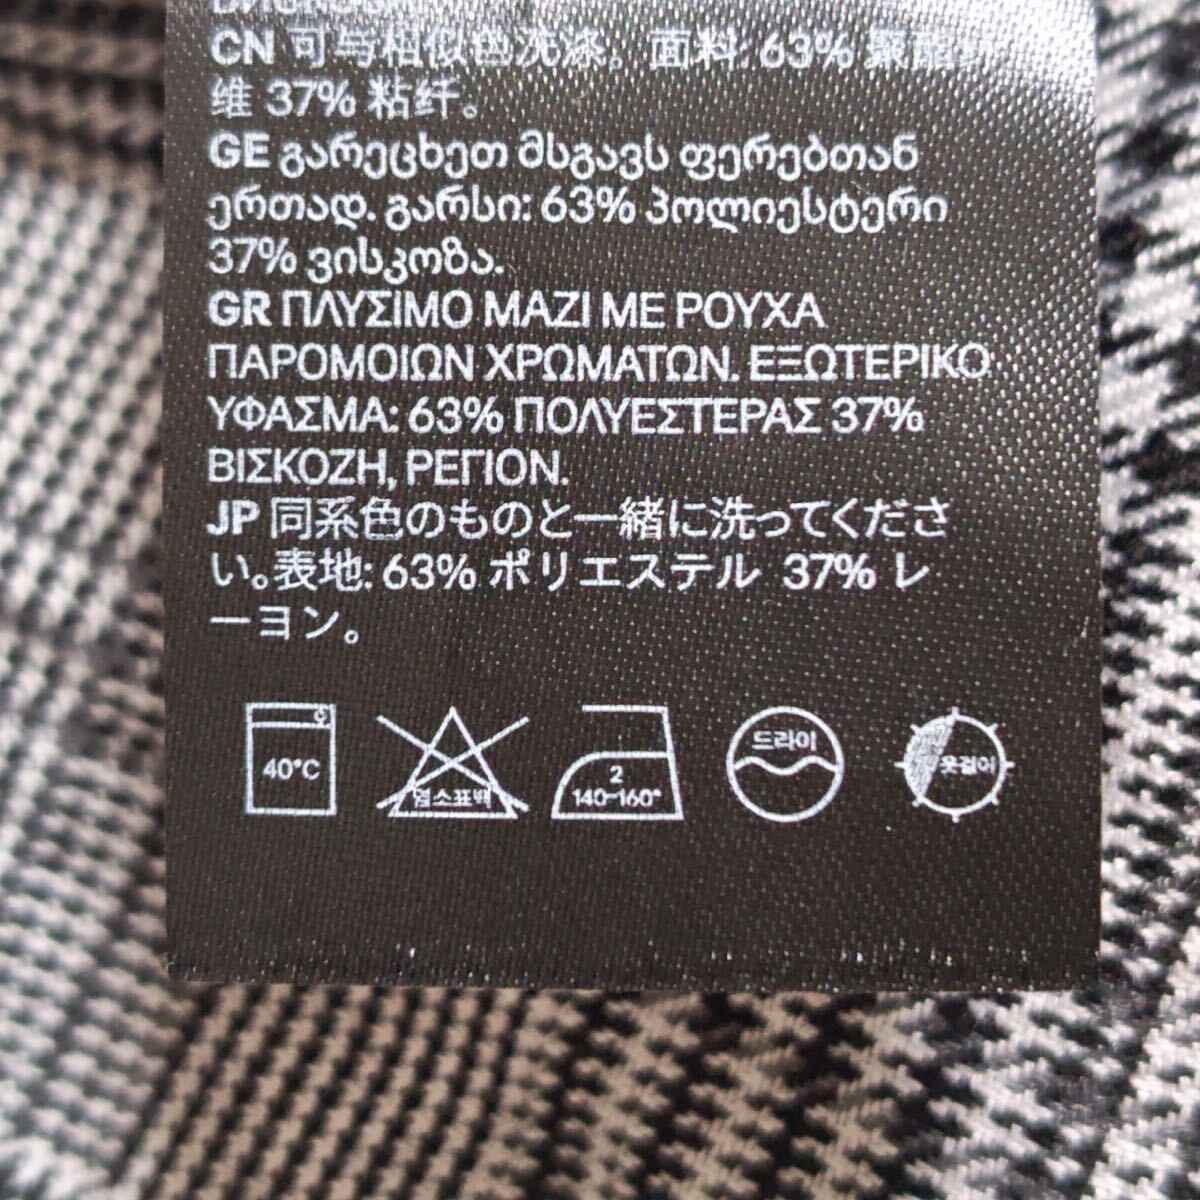 CN 可与相似色洗涤。面料: 63% 聚酯纤
维 37% 粘纤。
GE გარეცხეთ მსგავს ფერებთან
ერთად. გარსი: 63% პოლიესტერი
37% ვისკოზა.
GR ΠΛΥΣΙΜΟ ΜΑΖΙ ΜΕ ΡΟΥΧΑ
ΠΑΡΟΜΟΙΩΝ ΧΡΩΜΑΤΩΝ. ΕΞΩΤΕΡΙΚΟ
ΥΦΑΣΜΑ: 63% ΠΟΛΥΕΣΤΕΡΑΣ 37%
ΒΙΣΚΟΖΗ, ΡΕΓΙΟΝ.
JP 同系色のものと一緒に洗ってくださ
い。表地: 63% ポリエステル 37% レ
ーヨン。
40°C 염소표백 2 드라이 옷걸이
140~160°